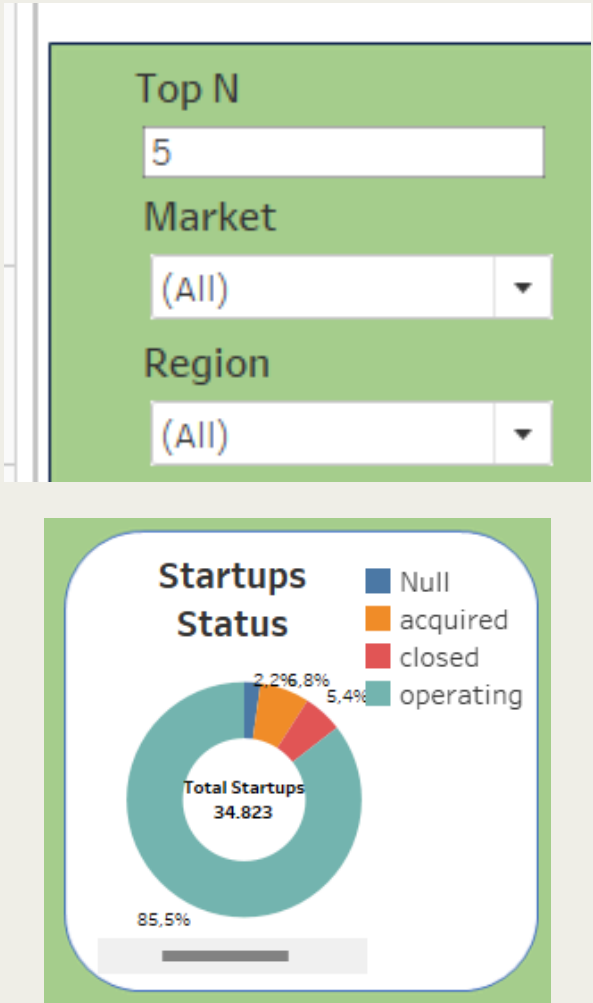 Top N
5
Market
(All)
Region
(All)
Startups
Status
Null
acquired
closed
operating
2,2%
6,8%
5,4%
Total Startups
34.823
85,5%